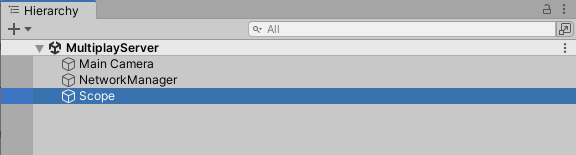 Hierarchy
All
MultiplayServer
Main Camera
NetworkManager
Scope